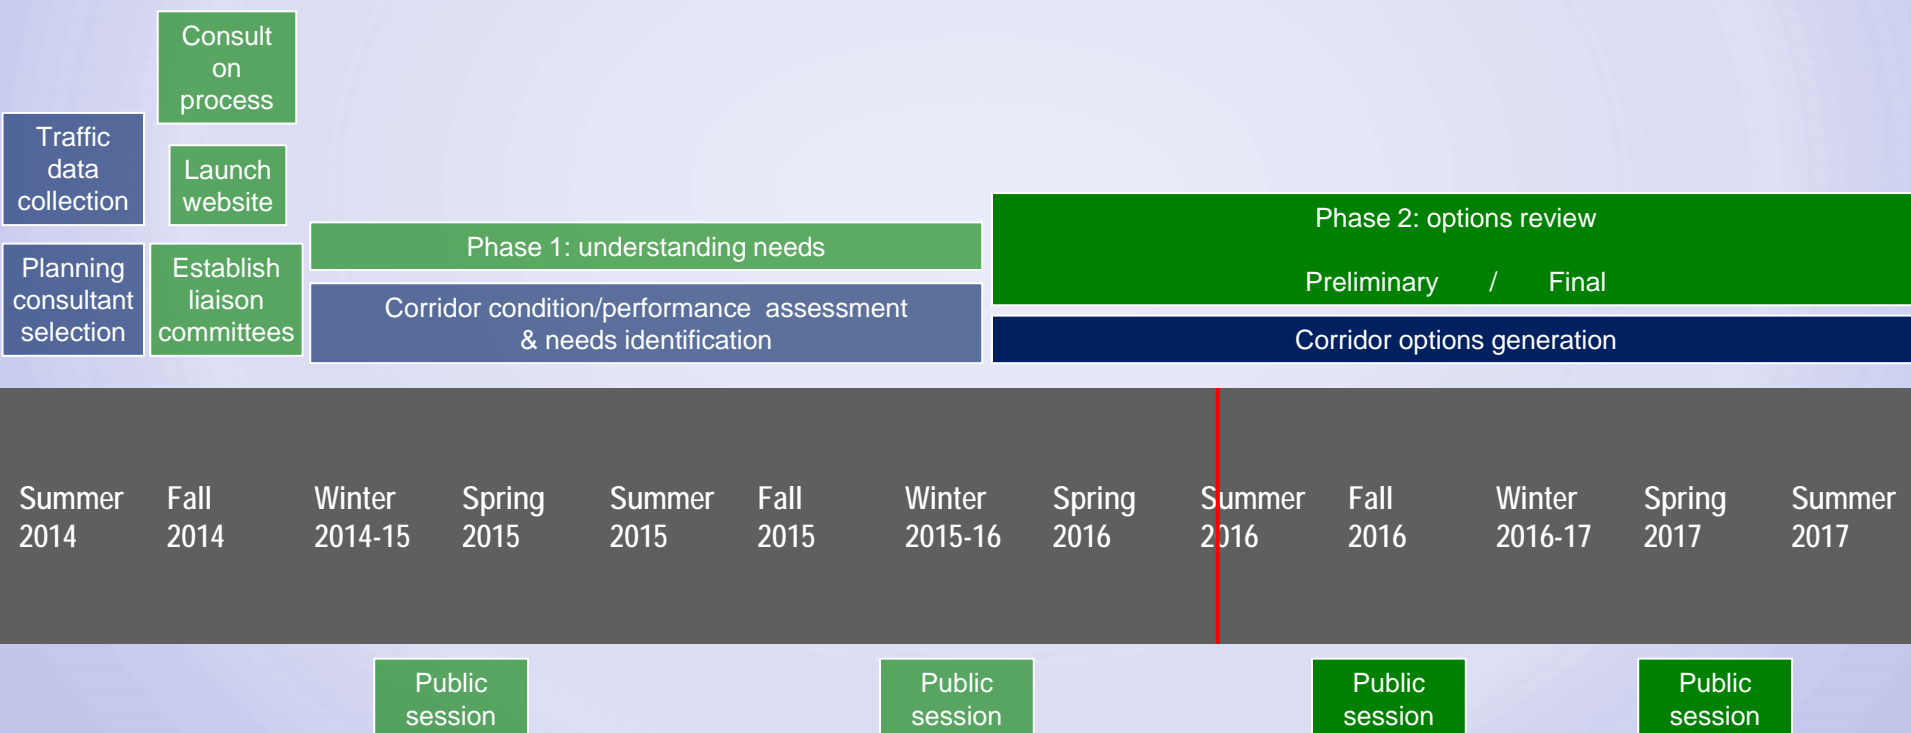 Consult
on
process
Traffic
data
collection
Launch
website
Planning
consultant
selection
Establish
liaison
committees
Phase 1: understanding needs
Corridor condition/performance assessment
& needs identification
Phase 2: options review
Preliminary / Final
Corridor options generation
Summer
2014
Fall
2014
Winter
2014-15
Spring
2015
Summer
2015
Fall
2015
Winter
2015-16
Spring
2016
Summer
2016
Fall
2016
Winter
2016-17
Spring
2017
Summer
2017
Public
session
Public
session
Public
session
Public
session